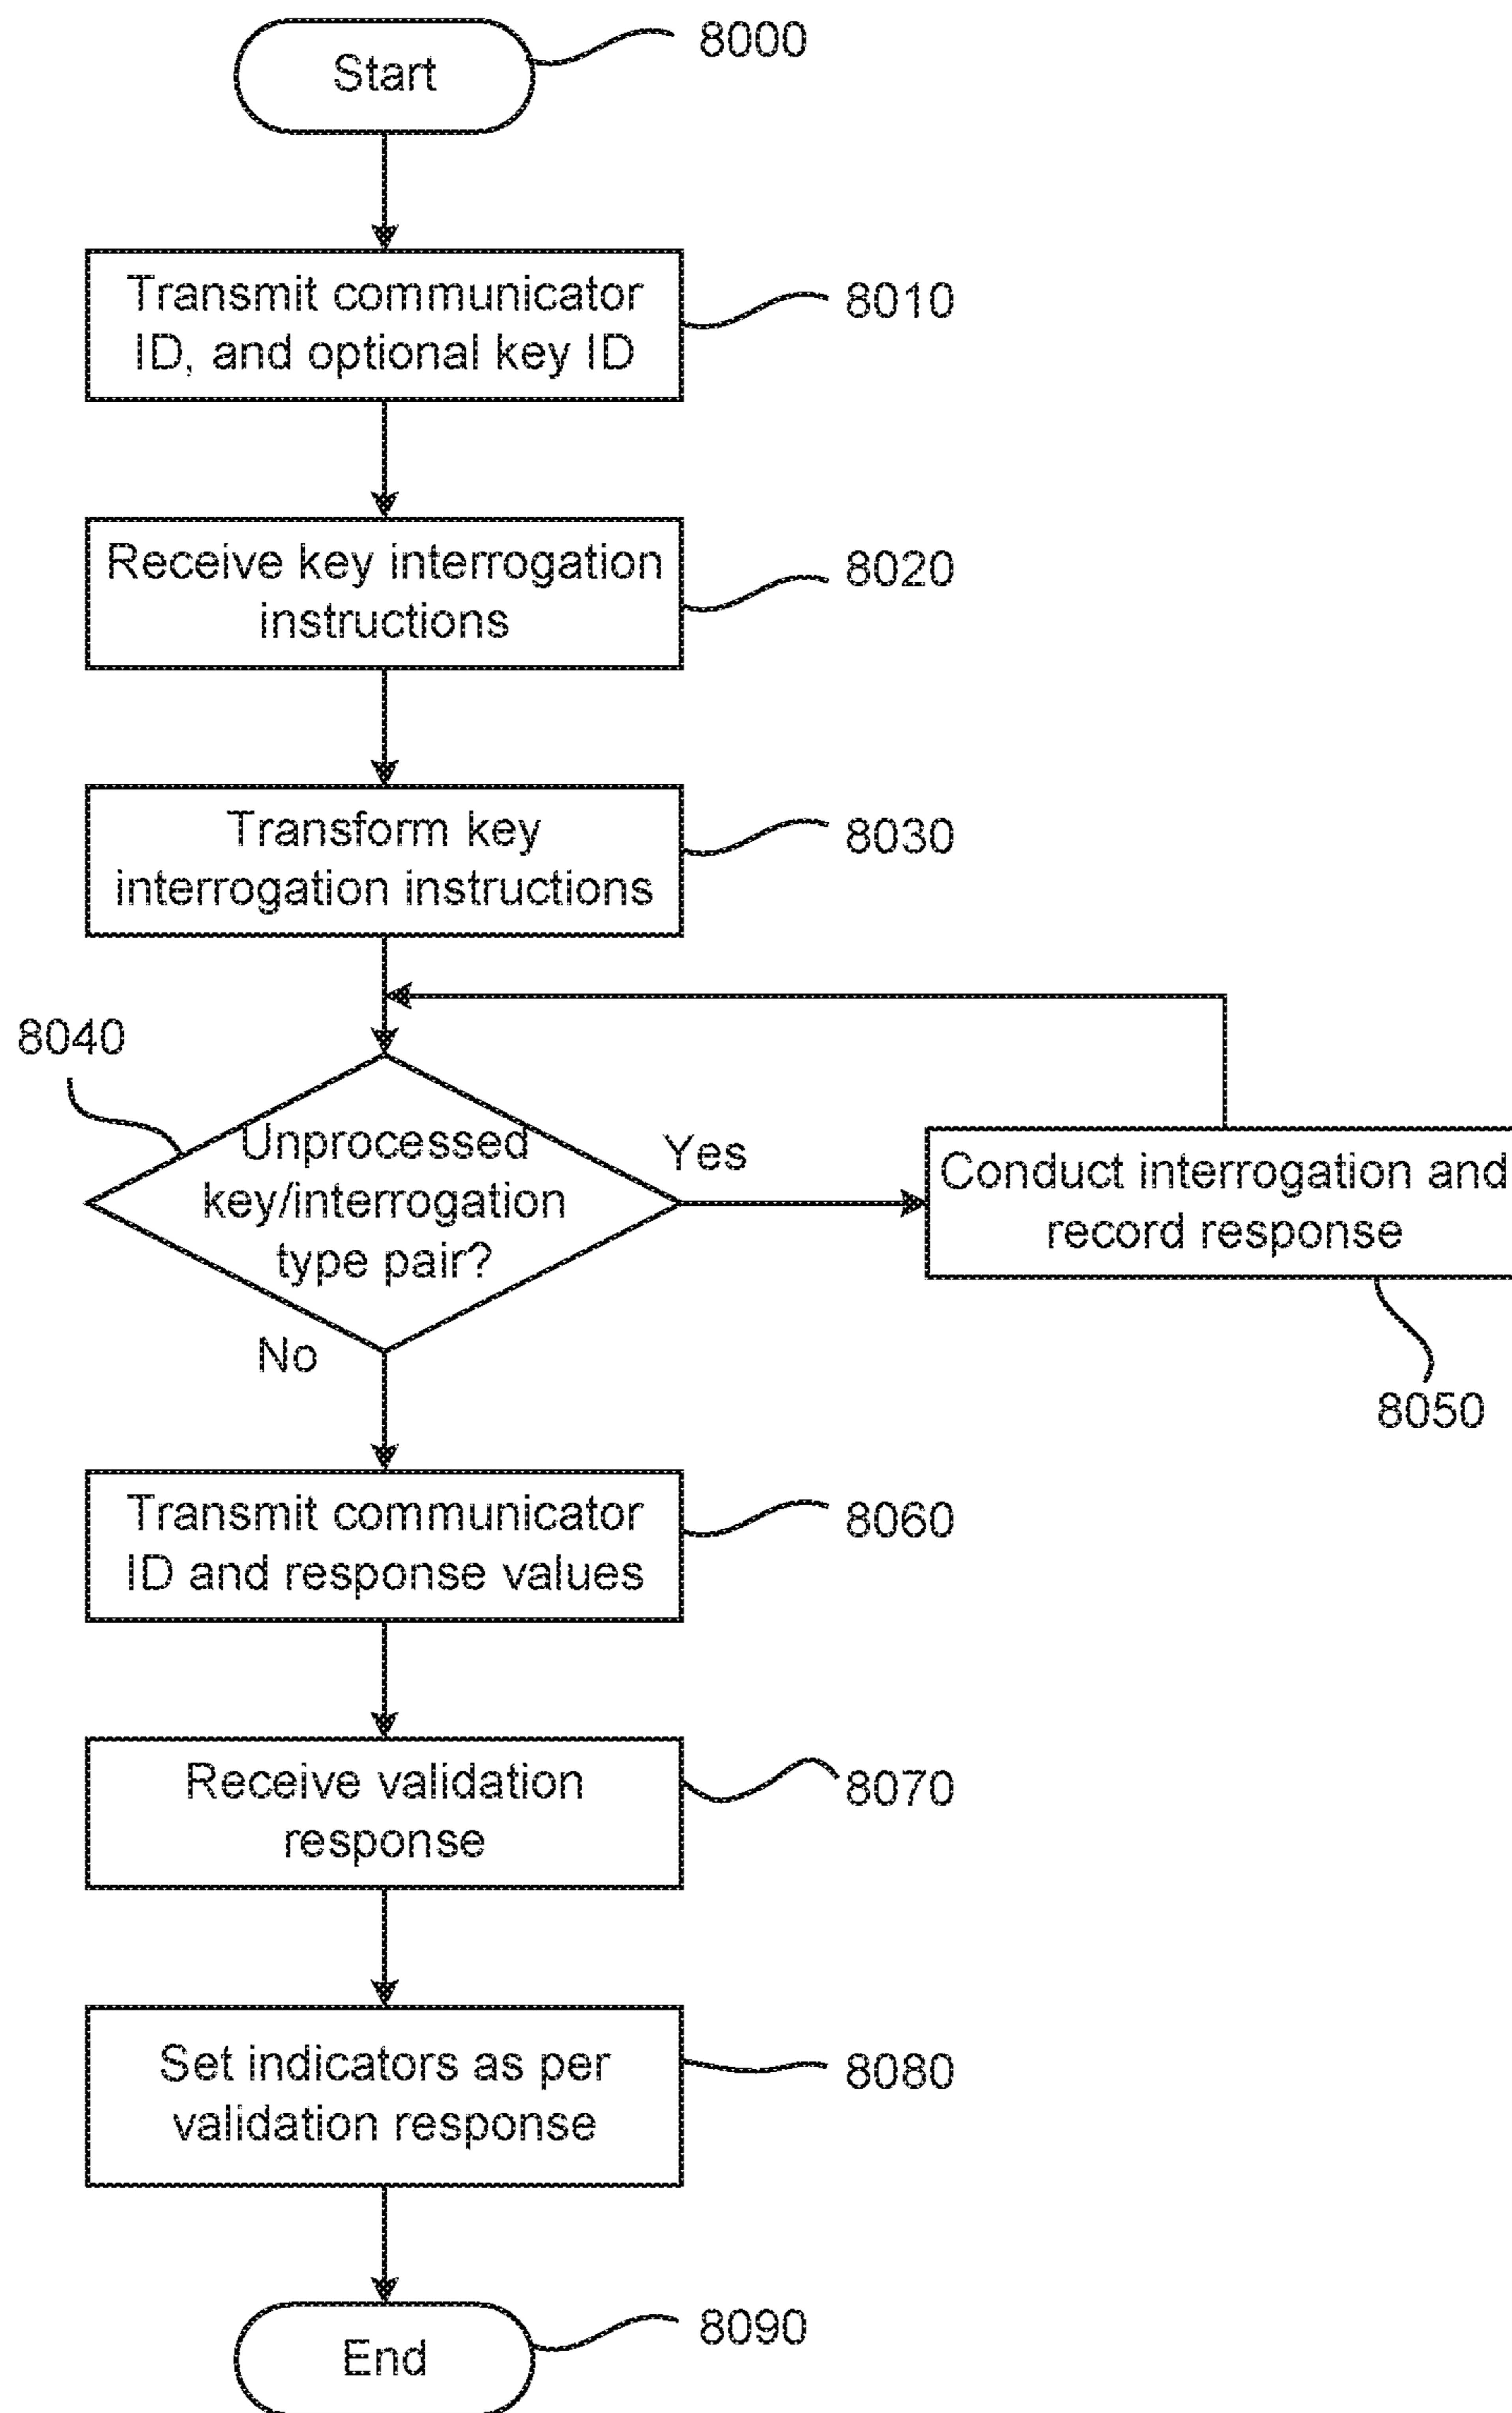 Start
8000
Transmit communicator
ID, and optional key ID
8010
Receive key interrogation
instructions
8020
Transform key
interrogation instructions
8030
8040
Unprocessed
key/interrogation
type pair?
Yes
Conduct interrogation and
record response
8050
No
Transmit communicator
ID and response values
8060
Receive validation
response
8070
Set indicators as per
validation response
8080
End
8090